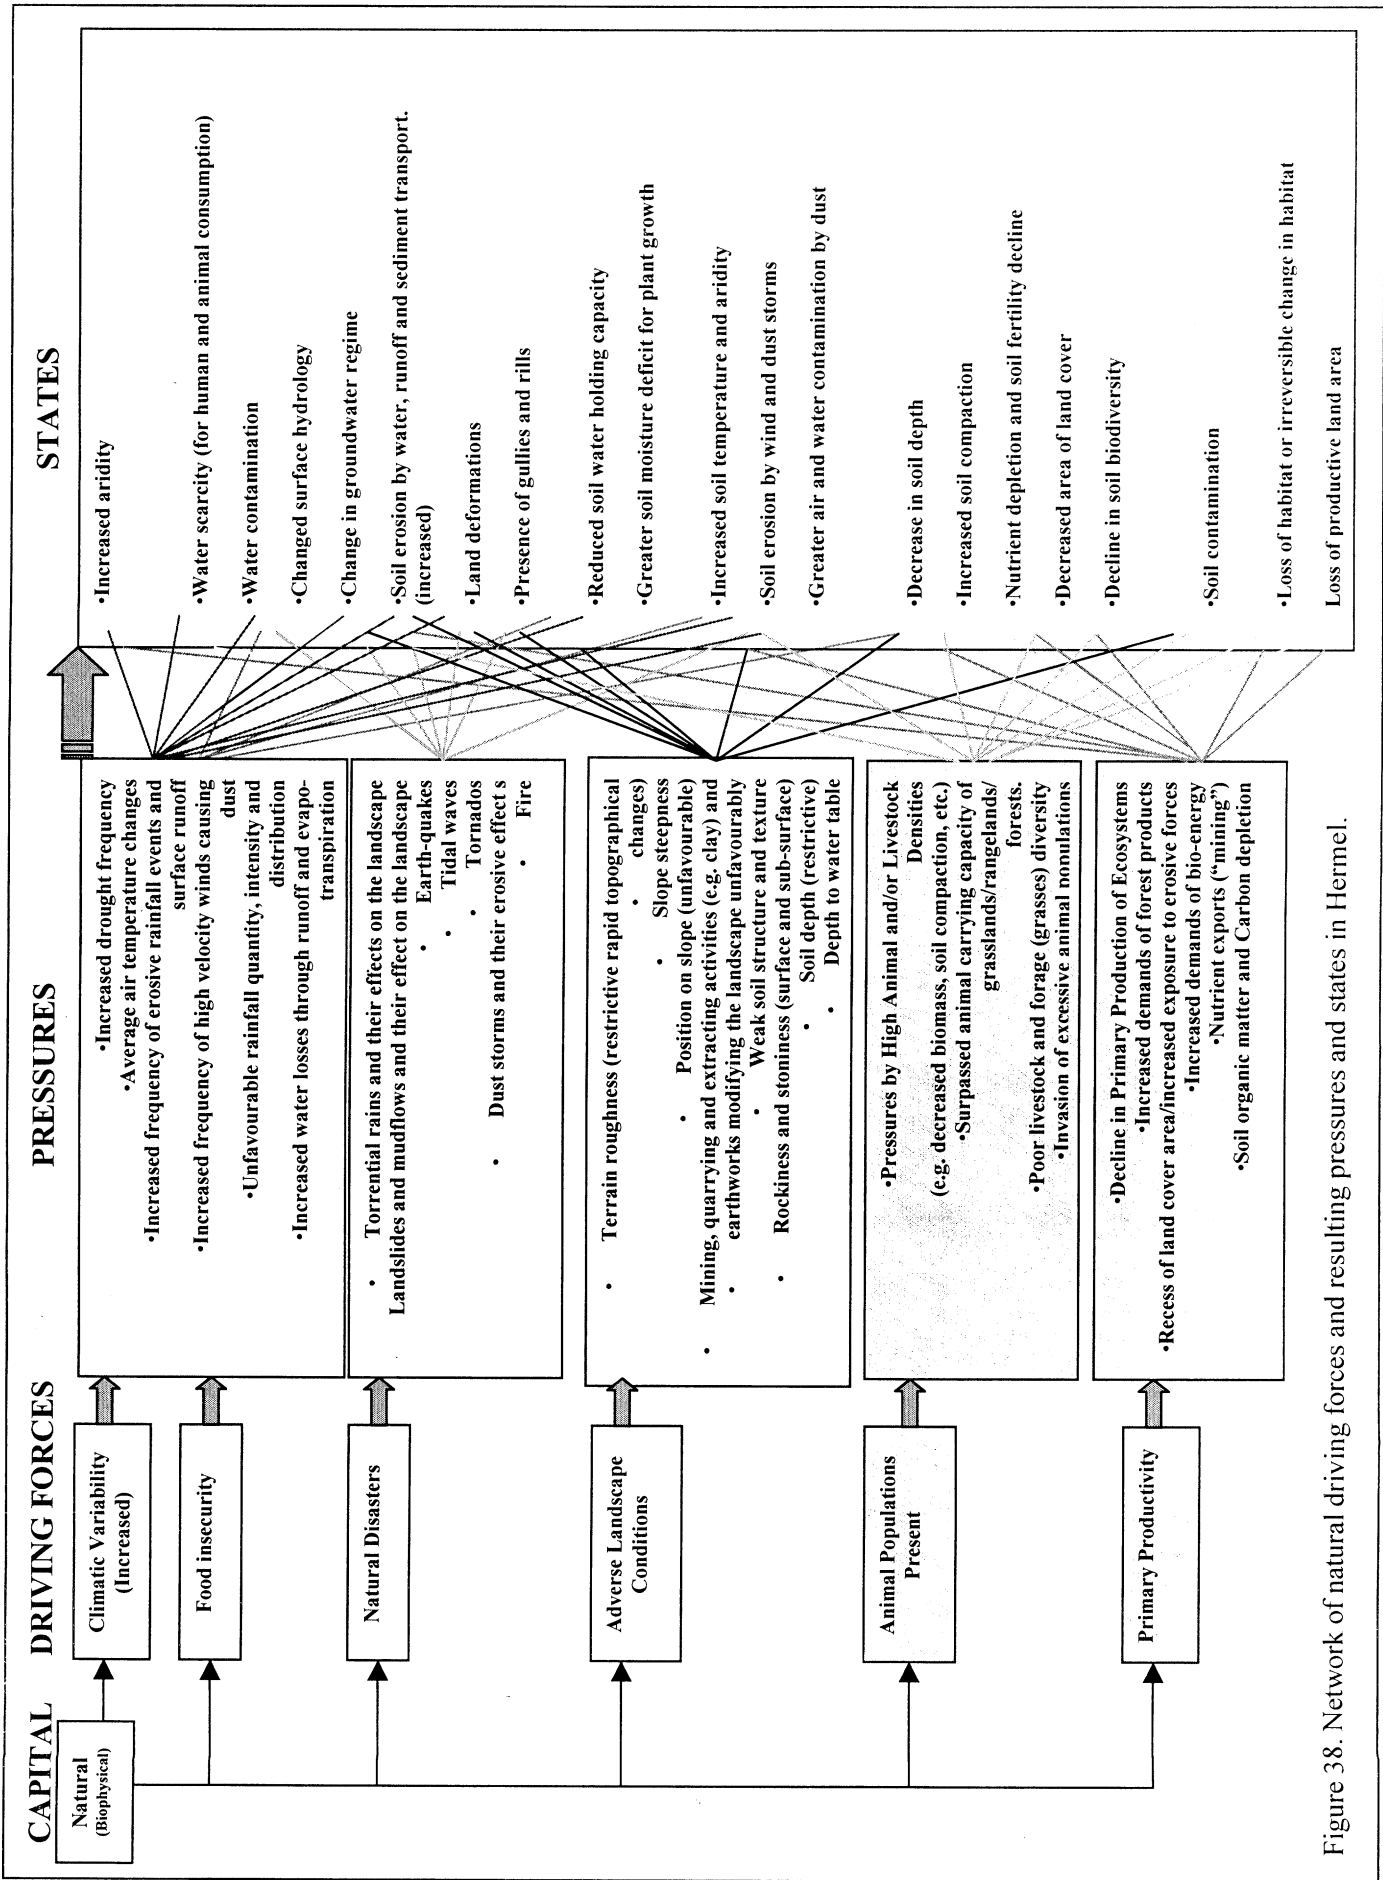 CAPITAL
DRIVING FORCES
PRESSURES
STATES
Natural
(Biophysical)
Climatic Variability
(Increased)
Food insecurity
Natural Disasters
Adverse Landscape
Conditions
Animal Populations
Present
Primary Productivity
•Increased drought frequency
•Average air temperature changes
•Increased frequency of erosive rainfall events and
surface runoff
•Increased frequency of high velocity winds causing
dust
•Unfavourable rainfall quantity, intensity and
distribution
•Increased water losses through runoff and evapo-
transpiration
• Torrential rains and their effects on the landscape
Landslides and mudflows and their effect on the landscape
• Earth-quakes
• Tidal waves
• Tornados
• Dust storms and their erosive effect s
• Fire
• Terrain roughness (restrictive rapid topographical
changes)
• Slope steepness
• Position on slope (unfavourable)
• Mining, quarrying and extracting activities (e.g. clay) and
• earthworks modifying the landscape unfavourably
• Weak soil structure and texture
• Rockiness and stoniness (surface and sub-surface)
• Soil depth (restrictive)
• Depth to water table
•Pressures by High Animal and/or Livestock
Densities
(e.g. decreased biomass, soil compaction, etc.)
•Surpassed animal carrying capacity of
grasslands/rangelands/
forests.
•Poor livestock and forage (grasses) diversity
•Invasion of excessive animal nonulations
•Decline in Primary Production of Ecosystems
•Increased demands of forest products
•Recess of land cover area/increased exposure to erosive forces
•Increased demands of bio-energy
•Nutrient exports (“mining”)
•Soil organic matter and Carbon depletion
•Increased aridity
•Water scarcity (for human and animal consumption)
•Water contamination
•Changed surface hydrology
•Change in groundwater regime
•Soil erosion by water, runoff and sediment transport.
(increased)
•Land deformations
•Presence of gullies and rills
•Reduced soil water holding capacity
•Greater soil moisture deficit for plant growth
•Increased soil temperature and aridity
•Soil erosion by wind and dust storms
•Greater air and water contamination by dust
•Decrease in soil depth
•Increased soil compaction
•Nutrient depletion and soil fertility decline
•Decreased area of land cover
•Decline in soil biodiversity
•Soil contamination
•Loss of habitat or irreversible change in habitat
Loss of productive land area
Figure 38. Network of natural driving forces and resulting pressures and states in Hermel.